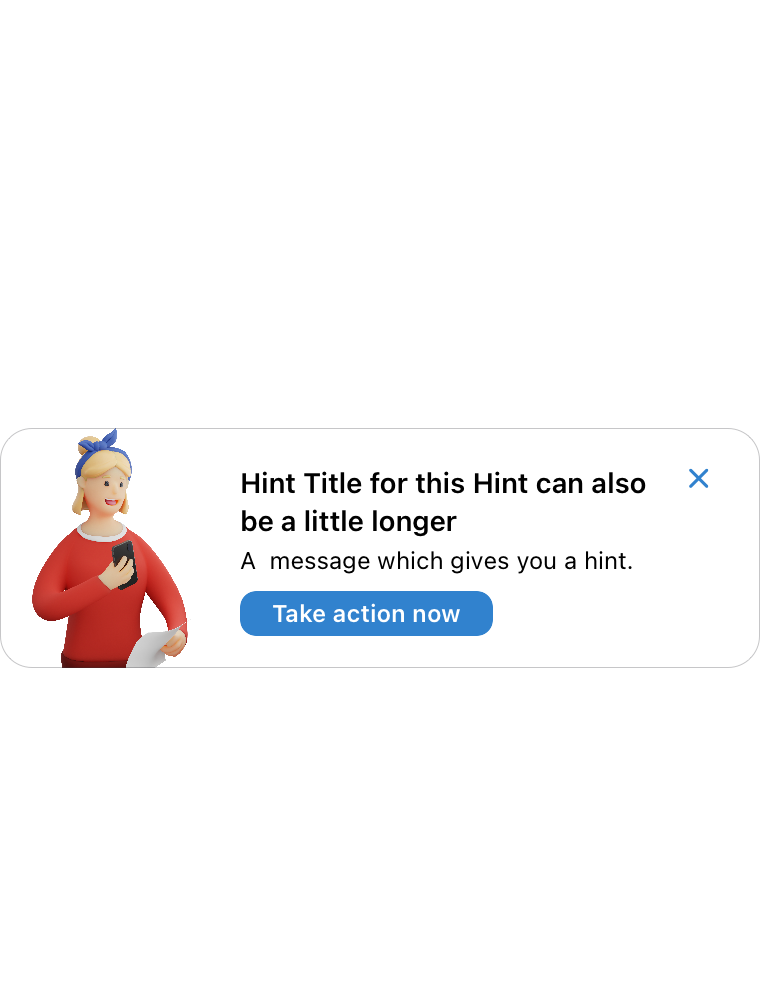 Hint Title for this Hint can also
be a little longer
A  message which gives you a hint.
Take action now